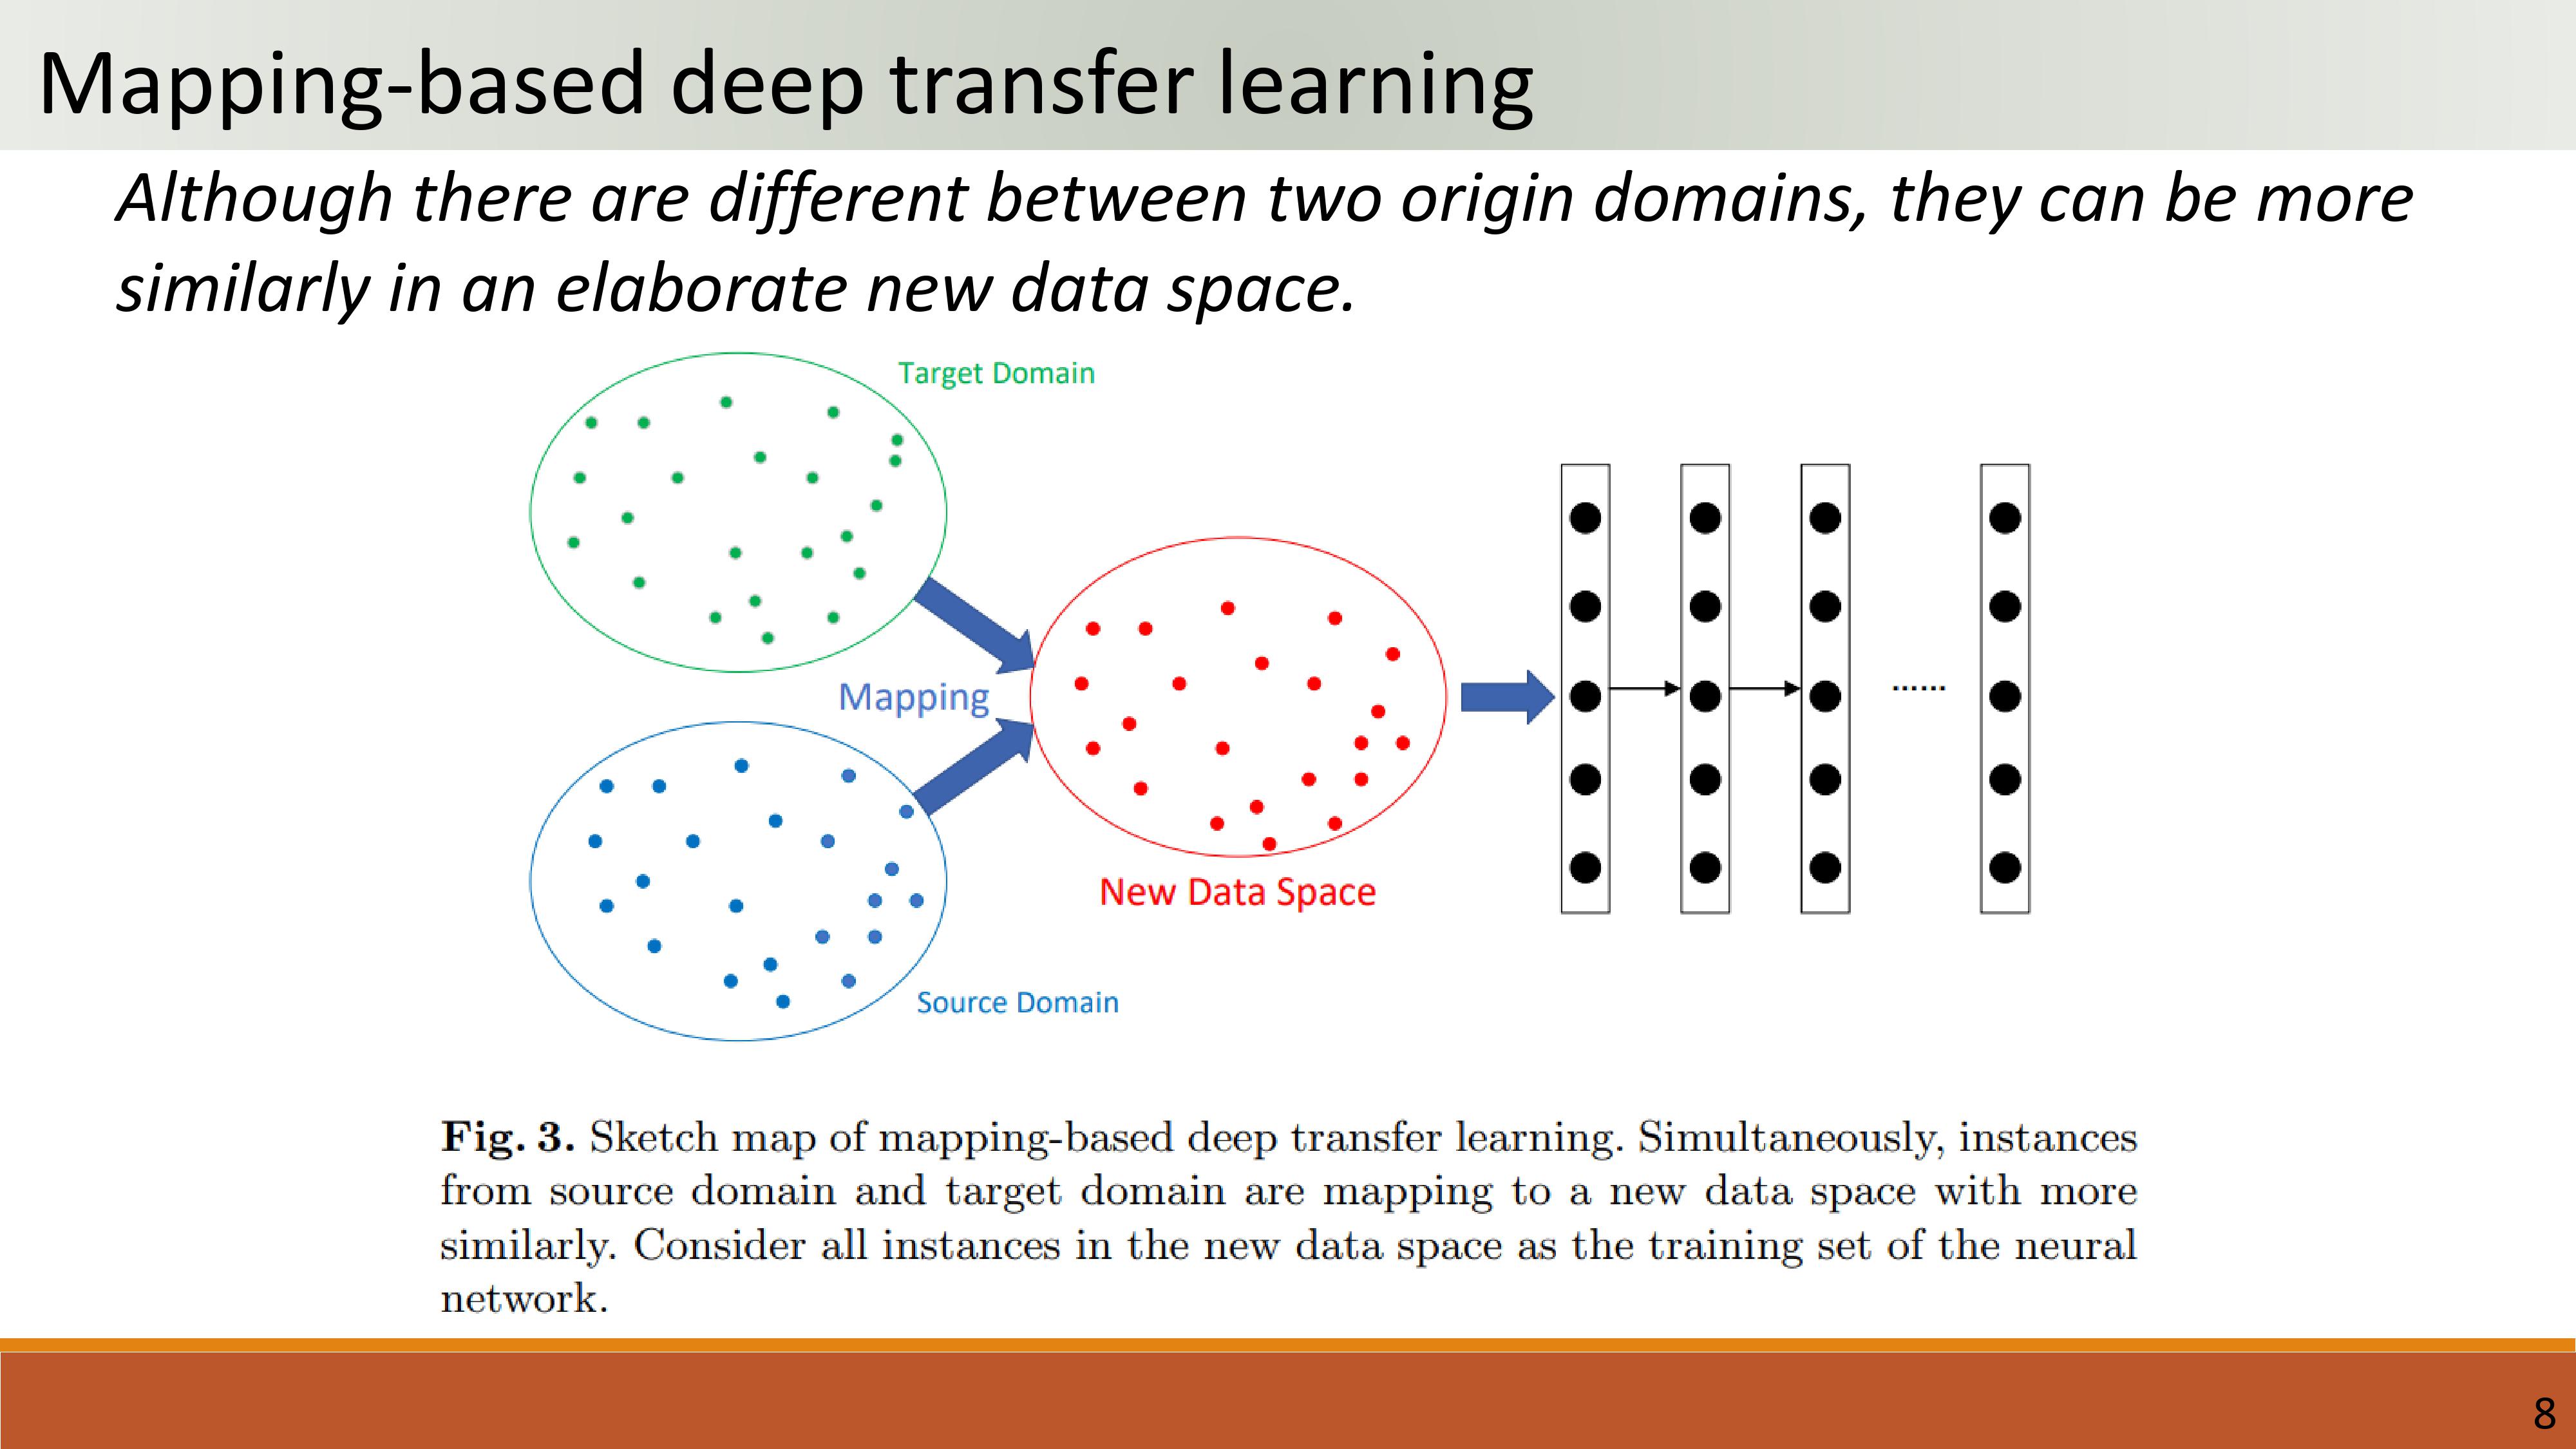 Mapping-based deep transfer learning
Although there are different between two origin domains, they can be more
similarly in an elaborate new data space.
Target Domain
Mapping
......
New Data Space
Source Domain
Fig. 3. Sketch map of mapping-based deep transfer learning. Simultaneously, instances
from source domain and target domain are mapping to a new data space with more
similarly. Consider all instances in the new data space as the training set of the neural
network.
8